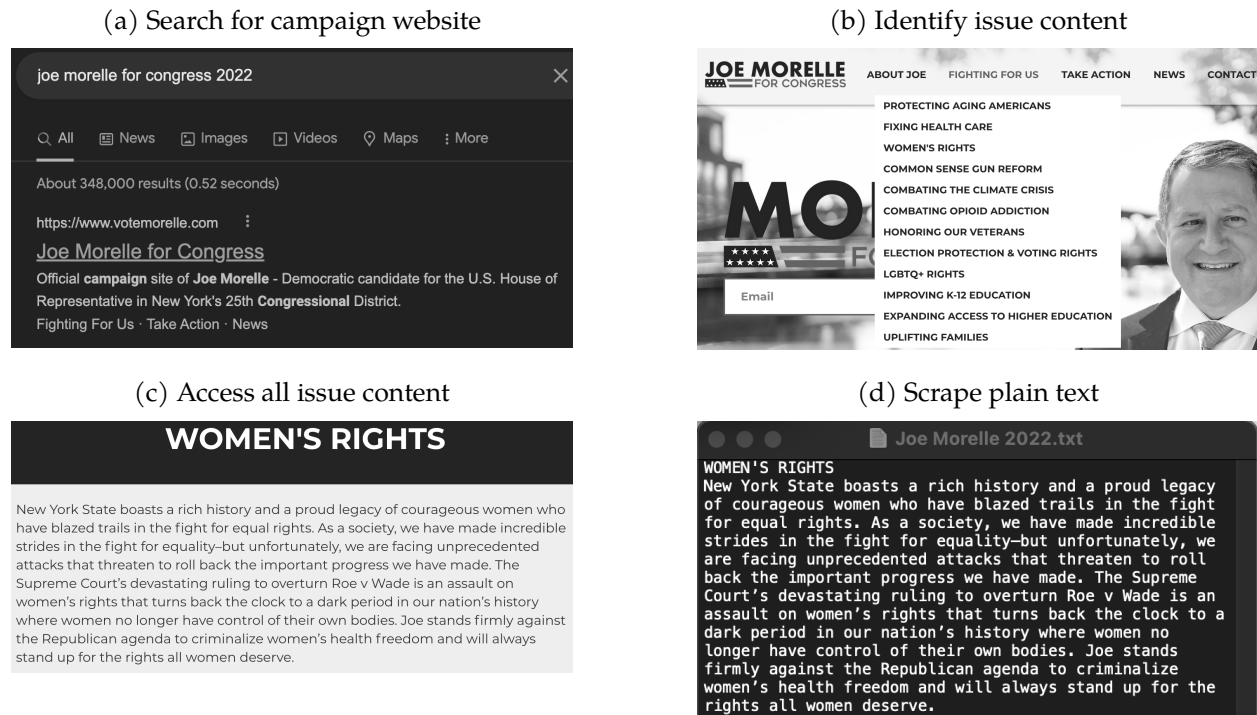 (a) Search for campaign website
joe morelle for congress 2022
All News Images Videos Maps More
About 348,000 results (0.52 seconds)
https://www.votemorelle.com
Joe Morelle for Congress
Official campaign site of Joe Morelle - Democratic candidate for the U.S. House of
Representative in New York's 25th Congressional District.
Fighting For Us · Take Action · News
(b) Identify issue content
JOE MORELLE
FOR CONGRESS
ABOUT JOE FIGHTING FOR US TAKE ACTION NEWS CONTACT
PROTECTING AGING AMERICANS
FIXING HEALTH CARE
WOMEN'S RIGHTS
COMMON SENSE GUN REFORM
COMBATING THE CLIMATE CRISIS
COMBATING OPIOID ADDICTION
HONORING OUR VETERANS
ELECTION PROTECTION & VOTING RIGHTS
LGBTQ+ RIGHTS
IMPROVING K-12 EDUCATION
EXPANDING ACCESS TO HIGHER EDUCATION
UPLIFTING FAMILIES
MO
F
Email
(c) Access all issue content
WOMEN'S RIGHTS
New York State boasts a rich history and a proud legacy of courageous women who
have blazed trails in the fight for equal rights. As a society, we have made incredible
strides in the fight for equality–but unfortunately, we are facing unprecedented
attacks that threaten to roll back the important progress we have made. The
Supreme Court's devastating ruling to overturn Roe v Wade is an assault on
women's rights that turns back the clock to a dark period in our nation's history
where women no longer have control of their own bodies. Joe stands firmly against
the Republican agenda to criminalize women's health freedom and will always
stand up for the rights all women deserve.
(d) Scrape plain text
Joe Morelle 2022.txt
WOMEN'S RIGHTS
New York State boasts a rich history and a proud legacy
of courageous women who have blazed trails in the fight
for equal rights. As a society, we have made incredible
strides in the fight for equality—but unfortunately, we
are facing unprecedented attacks that threaten to roll
back the important progress we have made. The Supreme
Court's devastating ruling to overturn Roe v Wade is an
assault on women's rights that turns back the clock to a
dark period in our nation's history where women no
longer have control of their own bodies. Joe stands
firmly against the Republican agenda to criminalize
women's health freedom and will always stand up for the
rights all women deserve.